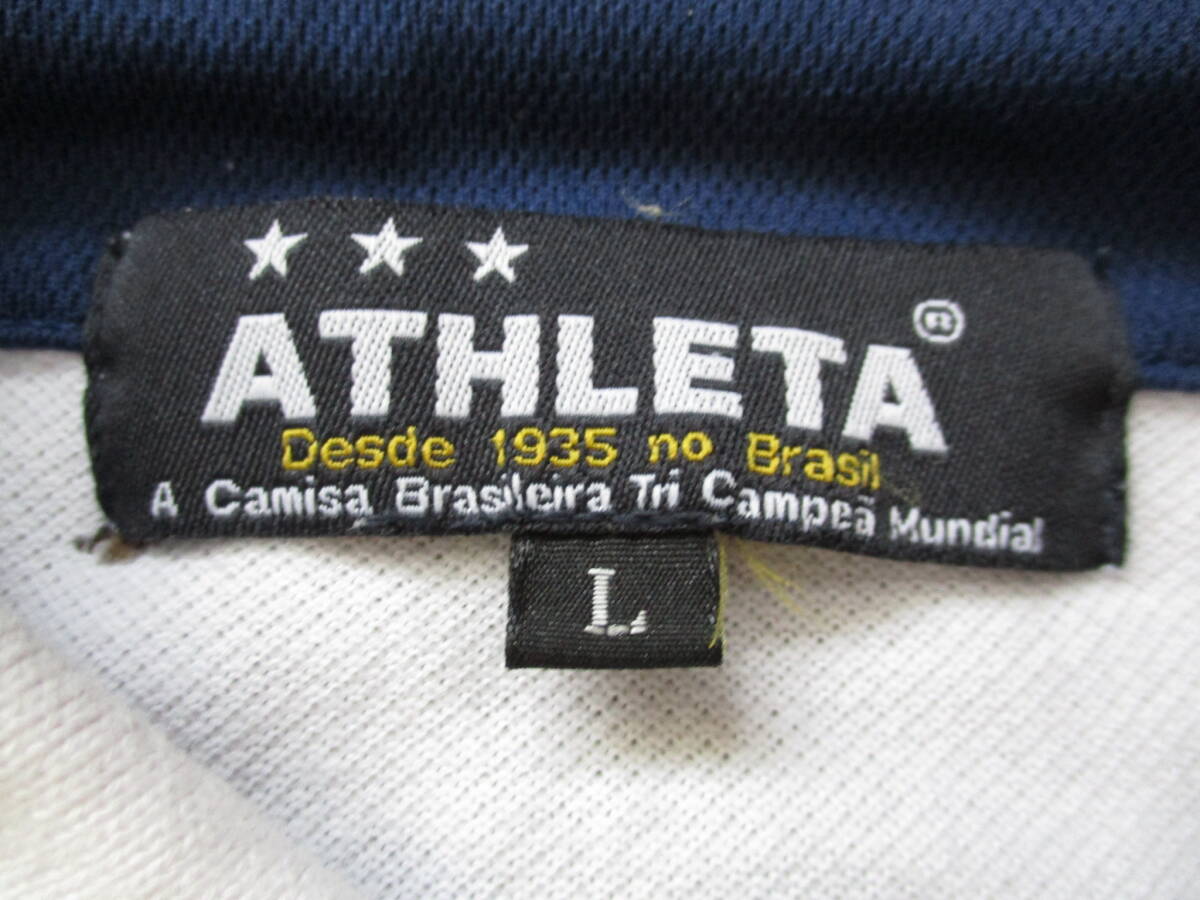 ATHLETA®
Desde 1935 no Brasil
A Camisa Brasileira Tri Campeã Mundial
L